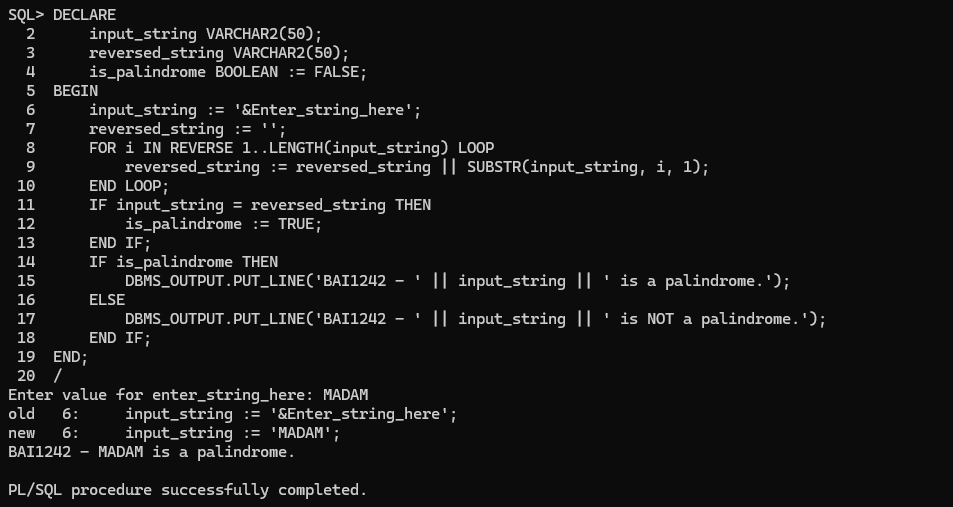 SQL> DECLARE
  2      input_string VARCHAR2(50);
  3      reversed_string VARCHAR2(50);
  4      is_palindrome BOOLEAN := FALSE;
  5  BEGIN
  6      input_string := '&Enter_string_here';
  7      reversed_string := '';
  8      FOR i IN REVERSE 1..LENGTH(input_string) LOOP
  9          reversed_string := reversed_string || SUBSTR(input_string, i, 1);
 10      END LOOP;
 11      IF input_string = reversed_string THEN
 12          is_palindrome := TRUE;
 13      END IF;
 14      IF is_palindrome THEN
 15          DBMS_OUTPUT.PUT_LINE('BAI1242 - ' || input_string || ' is a palindrome.');
 16      ELSE
 17          DBMS_OUTPUT.PUT_LINE('BAI1242 - ' || input_string || ' is NOT a palindrome.');
 18      END IF;
 19  END;
 20  /
Enter value for enter_string_here: MADAM
old   6:     input_string := '&Enter_string_here';
new   6:     input_string := 'MADAM';
BAI1242 - MADAM is a palindrome.

PL/SQL procedure successfully completed.